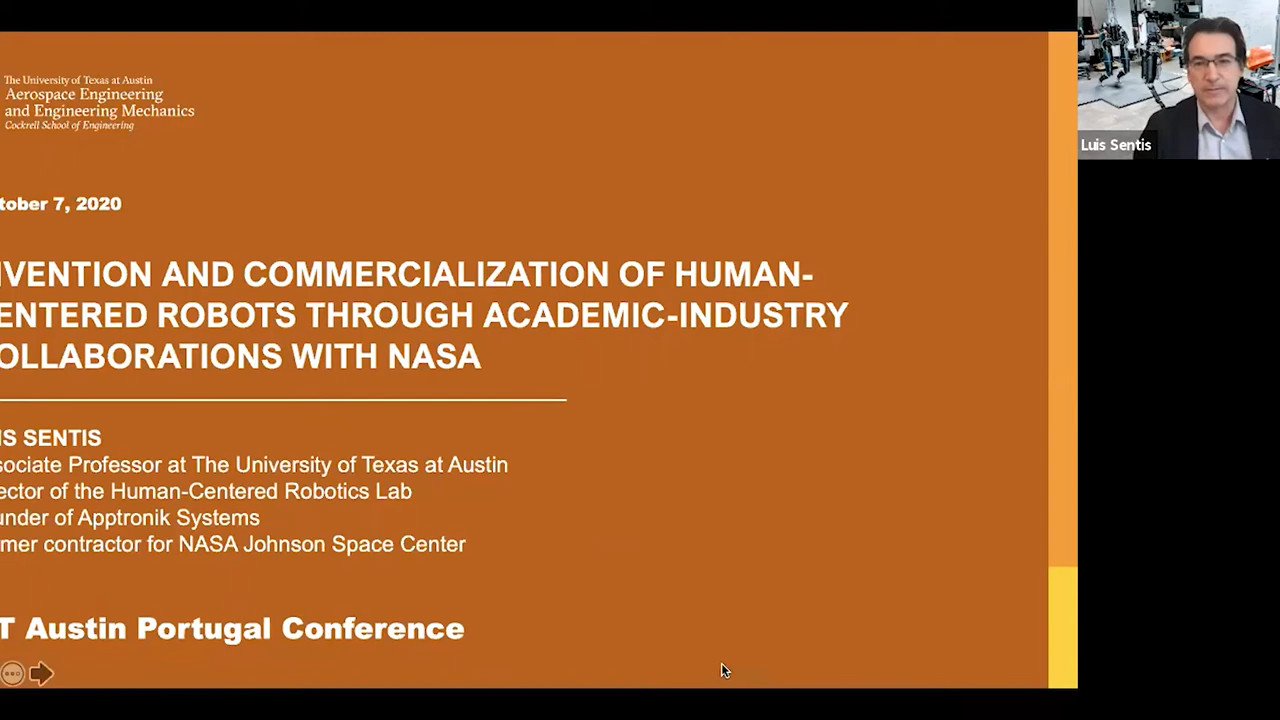 The University of Texas at Austin
Aerospace Engineering
and Engineering Mechanics
Cockrell School of Engineering
tober 7, 2020
VENTION AND COMMERCIALIZATION OF HUMAN-
ENTERED ROBOTS THROUGH ACADEMIC-INDUSTRY
OLLABORATIONS WITH NASA
IS SENTIS
sociate Professor at The University of Texas at Austin
ector of the Human-Centered Robotics Lab
under of Apptronik Systems
mer contractor for NASA Johnson Space Center
T Austin Portugal Conference
Luis Sentis